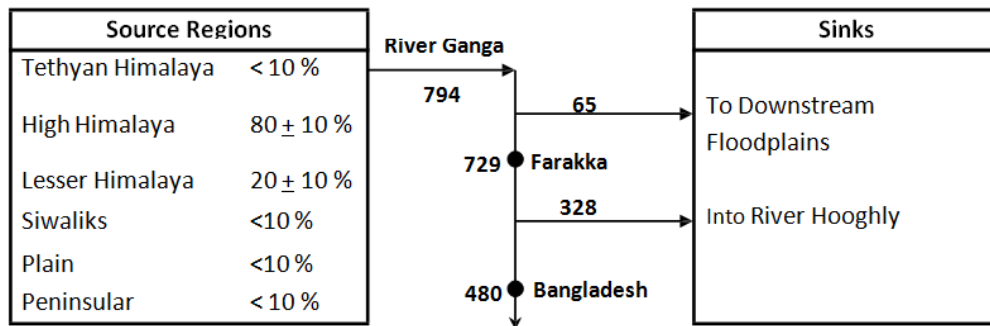 Source Regions
Tethyan Himalaya < 10 %
High Himalaya 80 ± 10 %
Lesser Himalaya 20 ± 10 %
Siwaliks <10 %
Plain <10 %
Peninsular < 10 %
River Ganga
794
65
729 Farakka
328
480 Bangladesh
Sinks
To Downstream
Floodplains
Into River Hooghly